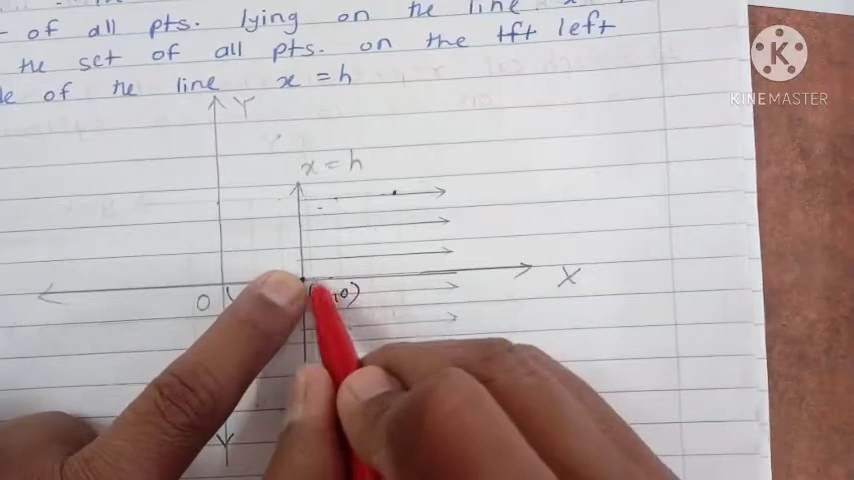 of all pts. lying on the line
the set of all pts. on the tft left
of the line x = h
K
KINEMASTER
Y
x = h
X
O